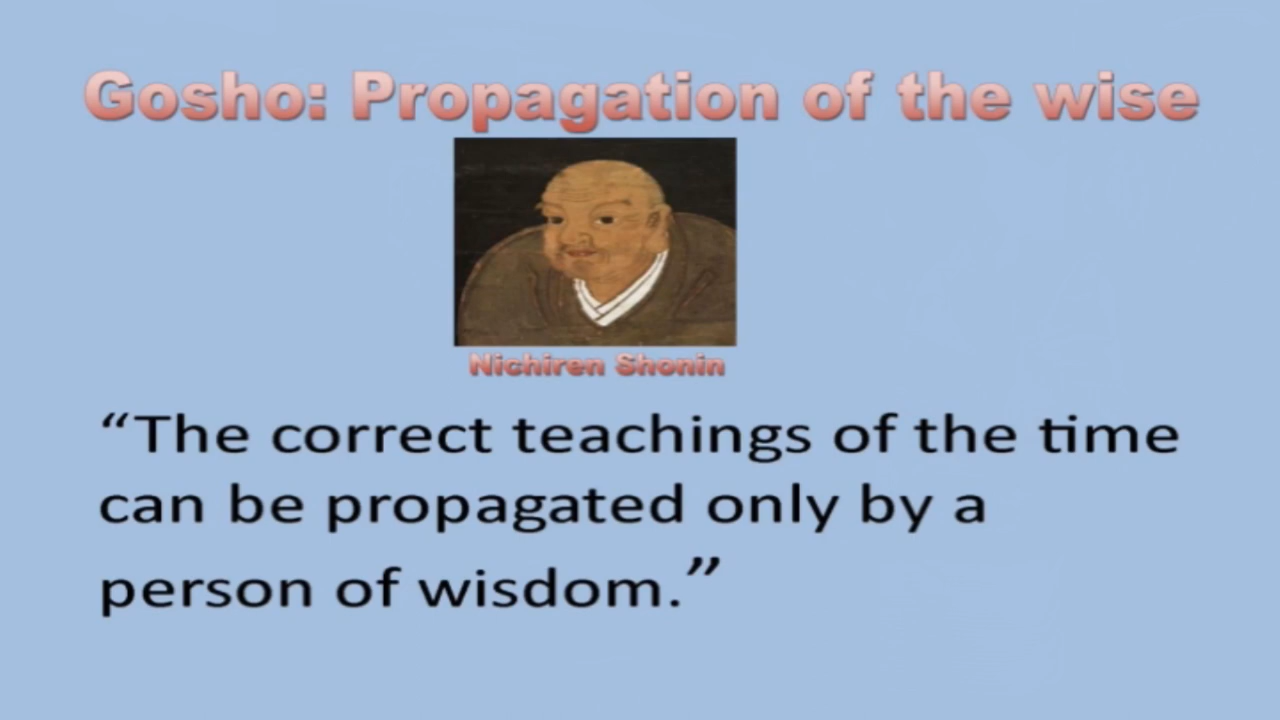 Gosho: Propagation of the wise
Nichiren Shonin
“The correct teachings of the time
can be propagated only by a
person of wisdom.”